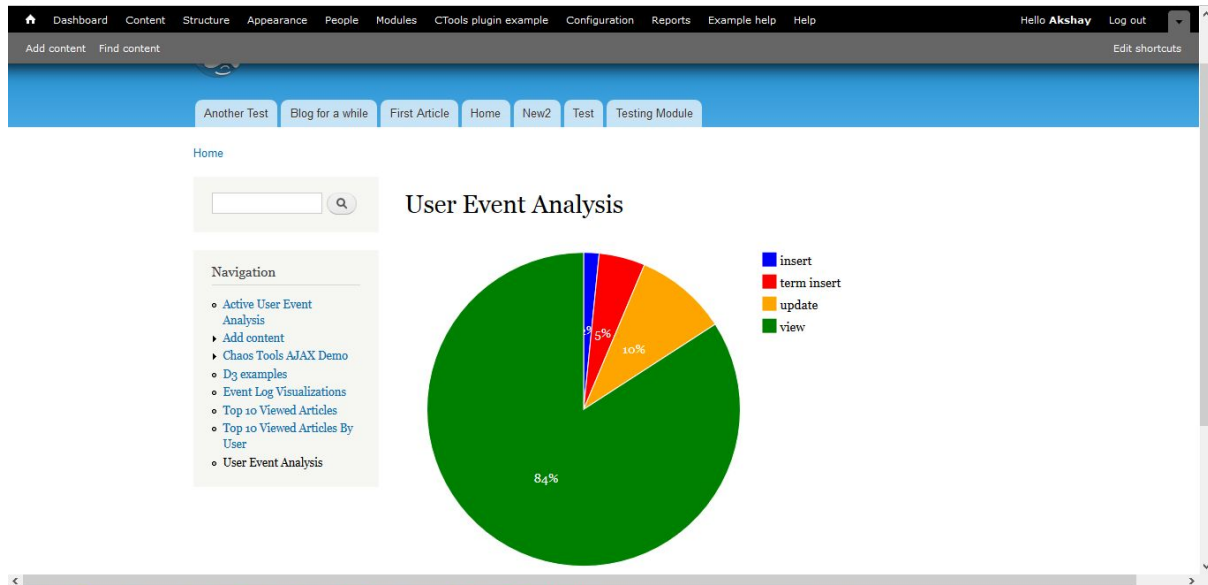 Dashboard Content Structure Appearance People Modules CTools plugin example Configuration Reports Example help Help Hello Akshay Log out
Add content Find content Edit shortcuts
Another Test Blog for a while First Article Home New2 Test Testing Module
Home
User Event Analysis
Navigation
Active User Event
Analysis
Add content
Chaos Tools AJAX Demo
D3 examples
Event Log Visualizations
Top 10 Viewed Articles
Top 10 Viewed Articles By
User
User Event Analysis
insert
term insert
update
view
5%
10%
84%